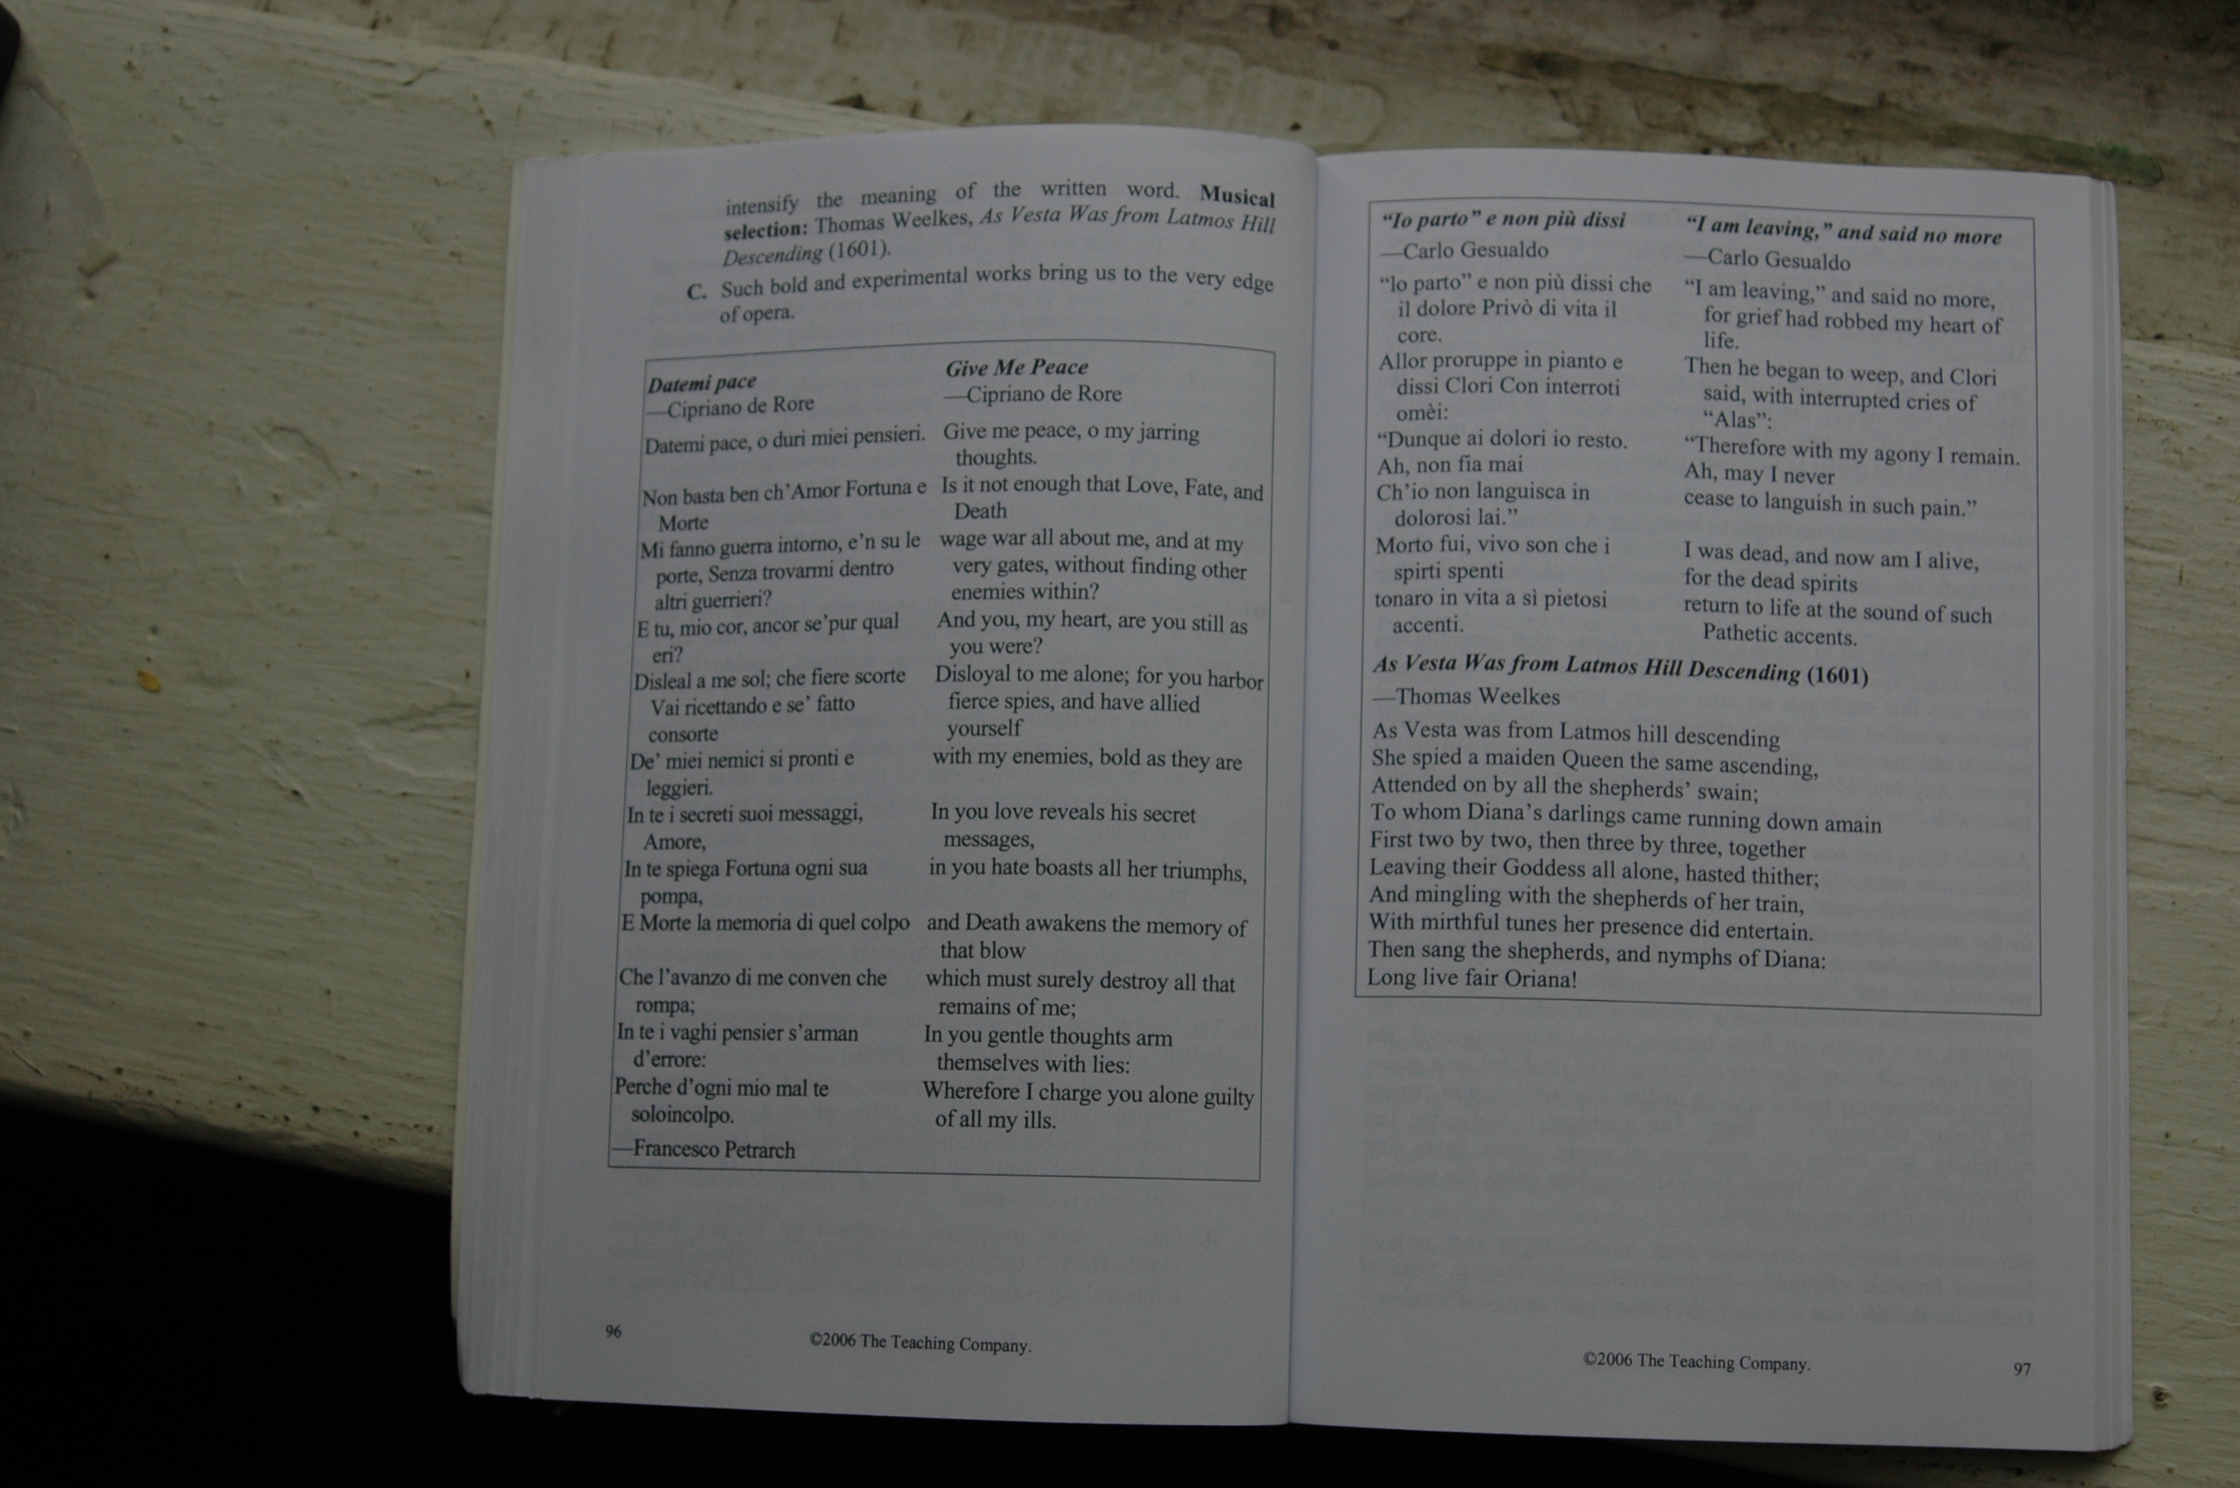 intensify the meaning of the written word. Musical
selection: Thomas Weelkes, As Vesta Was from Latmos Hill
Descending (1601).
C. Such bold and experimental works bring us to the very edge
of opera.
Datemi pace
—Cipriano de Rore
Datemi pace, o duri miei pensieri.
Non basta ben ch’Amor Fortuna e
Morte
Mi fanno guerra intorno, e’n su le
porte, Senza trovarmi dentro
altri guerrieri?
E tu, mio cor, ancor se’pur qual
eri?
Disleal a me sol; che fiere scorte
Vai ricettando e se’ fatto
consorte
De’ miei nemici si pronti e
leggieri.
In te i secreti suoi messaggi,
Amore,
In te spiega Fortuna ogni sua
pompa,
E Morte la memoria di quel colpo
Che l’avanzo di me conven che
rompa;
In te i vaghi pensier s’arman
d’errore:
Perche d’ogni mio mal te
soloincolpo.
—Francesco Petrarch
Give Me Peace
—Cipriano de Rore
Give me peace, o my jarring
thoughts.
Is it not enough that Love, Fate, and
Death
wage war all about me, and at my
very gates, without finding other
enemies within?
And you, my heart, are you still as
you were?
Disloyal to me alone; for you harbor
fierce spies, and have allied
yourself
with my enemies, bold as they are
In you love reveals his secret
messages,
in you hate boasts all her triumphs,
and Death awakens the memory of
that blow
which must surely destroy all that
remains of me;
In you gentle thoughts arm
themselves with lies:
Wherefore I charge you alone guilty
of all my ills.
96
©2006 The Teaching Company.
“Io parto” e non più dissi
—Carlo Gesualdo
“lo parto” e non più dissi che
il dolore Privò di vita il
core.
Allor proruppe in pianto e
dissi Clori Con interroti
omèi:
“Dunque ai dolori io resto.
Ah, non fia mai
Ch’io non languisca in
dolorosi lai.”
Morto fui, vivo son che i
spirti spenti
tonaro in vita a sì pietosi
accenti.
“I am leaving,” and said no more
—Carlo Gesualdo
“I am leaving,” and said no more,
for grief had robbed my heart of
life.
Then he began to weep, and Clori
said, with interrupted cries of
“Alas”:
“Therefore with my agony I remain.
Ah, may I never
cease to languish in such pain.”
I was dead, and now am I alive,
for the dead spirits
return to life at the sound of such
Pathetic accents.
As Vesta Was from Latmos Hill Descending (1601)
—Thomas Weelkes
As Vesta was from Latmos hill descending
She spied a maiden Queen the same ascending,
Attended on by all the shepherds’ swain;
To whom Diana’s darlings came running down amain
First two by two, then three by three, together
Leaving their Goddess all alone, hasted thither;
And mingling with the shepherds of her train,
With mirthful tunes her presence did entertain.
Then sang the shepherds, and nymphs of Diana:
Long live fair Oriana!
©2006 The Teaching Company.
97